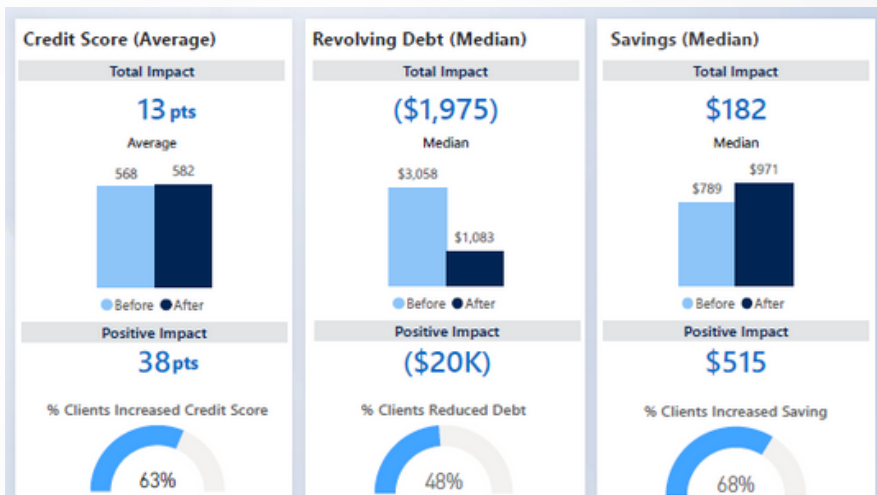 Credit Score (Average)
Total Impact
13 pts
Average
568
582
Before After
Positive Impact
38pts
% Clients Increased Credit Score
63%
Revolving Debt (Median)
Total Impact
($1,975)
Median
$3,058
$1,083
Before After
Positive Impact
($20K)
% Clients Reduced Debt
48%
Savings (Median)
Total Impact
$182
Median
$789
$971
Before After
Positive Impact
$515
% Clients Increased Saving
68%